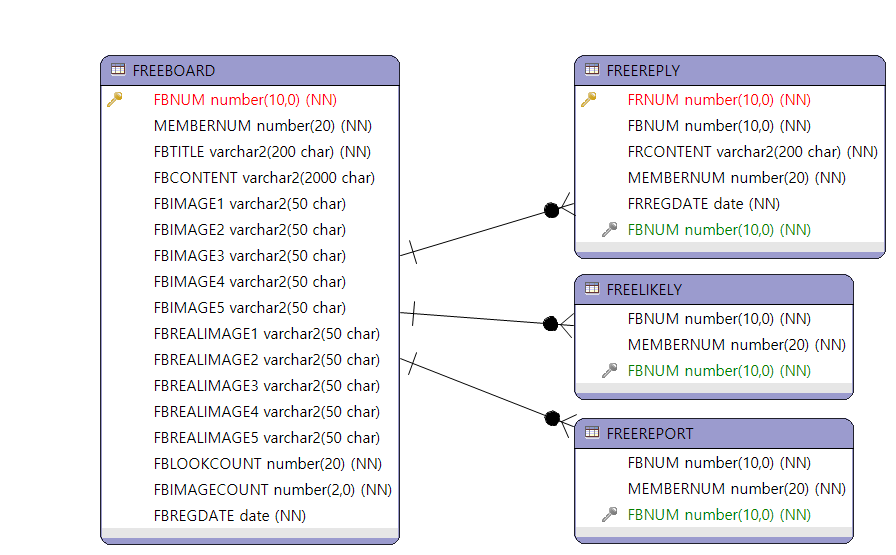 FREEBOARD
FBNUM number(10,0) (NN)
MEMBERNUM number(20) (NN)
FBTITLE varchar2(200 char) (NN)
FBCONTENT varchar2(2000 char)
FBIMAGE1 varchar2(50 char)
FBIMAGE2 varchar2(50 char)
FBIMAGE3 varchar2(50 char)
FBIMAGE4 varchar2(50 char)
FBIMAGE5 varchar2(50 char)
FBREALIMAGE1 varchar2(50 char)
FBREALIMAGE2 varchar2(50 char)
FBREALIMAGE3 varchar2(50 char)
FBREALIMAGE4 varchar2(50 char)
FBREALIMAGE5 varchar2(50 char)
FBLOOKCOUNT number(20) (NN)
FBIMAGECOUNT number(2,0) (NN)
FBREGDATE date (NN)
FREEREPLY
FRNUM number(10,0) (NN)
FBNUM number(10,0) (NN)
FRCONTENT varchar2(200 char) (NN)
MEMBERNUM number(20) (NN)
FRREGDATE date (NN)
FBNUM number(10,0) (NN)
FREELIKELY
FBNUM number(10,0) (NN)
MEMBERNUM number(20) (NN)
FBNUM number(10,0) (NN)
FREEREPORT
FBNUM number(10,0) (NN)
MEMBERNUM number(20) (NN)
FBNUM number(10,0) (NN)